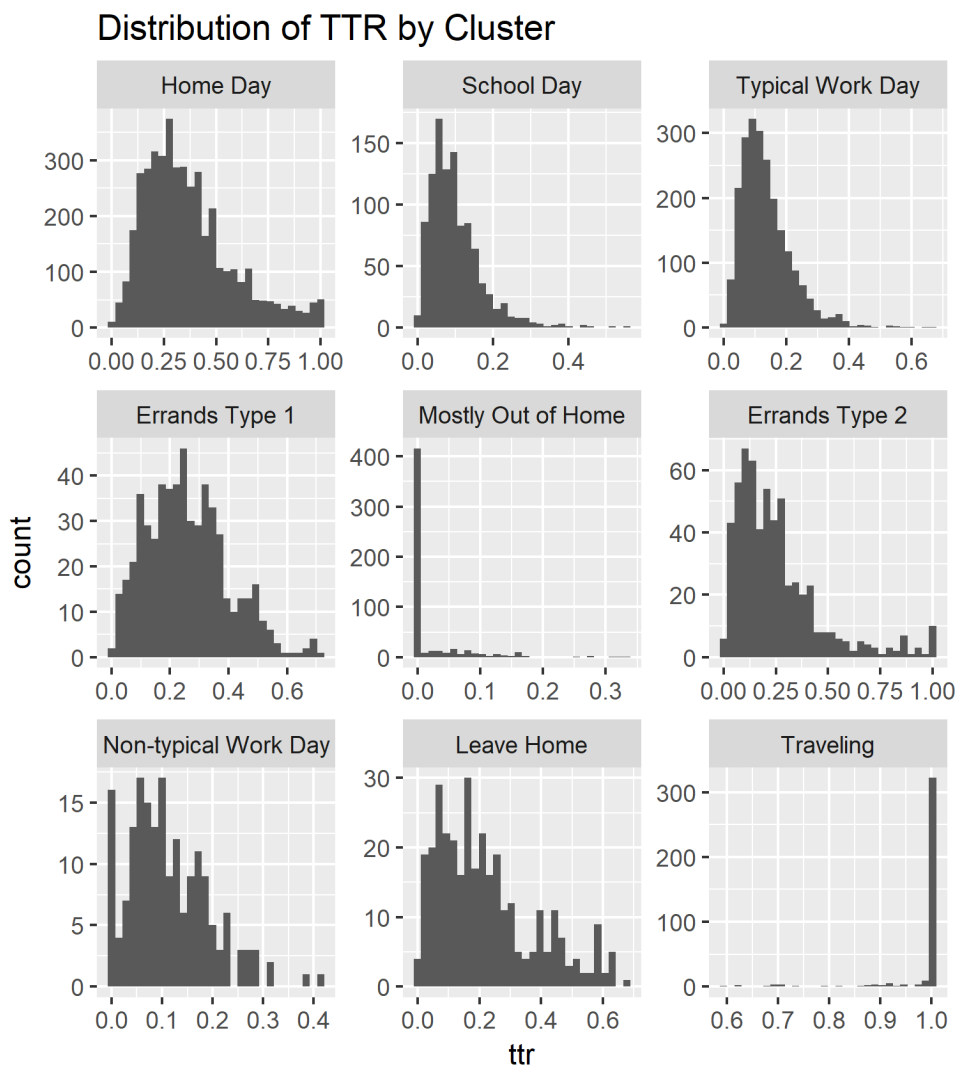 Distribution of TTR by Cluster
Home Day
School Day
Typical Work Day
300
200
100
0
0.00 0.25 0.50 0.75 1.00
150
100
50
0
0.0 0.2 0.4
300
200
100
0
0.0 0.2 0.4 0.6
Errands Type 1
Mostly Out of Home
Errands Type 2
40
30
20
10
0
0.0 0.2 0.4 0.6
400
300
200
100
0
0.0 0.1 0.2 0.3
60
40
20
0
0.00 0.25 0.50 0.75 1.00
Non-typical Work Day
Leave Home
Traveling
15
10
5
0
0.0 0.1 0.2 0.3 0.4
30
20
10
0
0.0 0.2 0.4 0.6
300
200
100
0
0.6 0.7 0.8 0.9 1.0
count
ttr